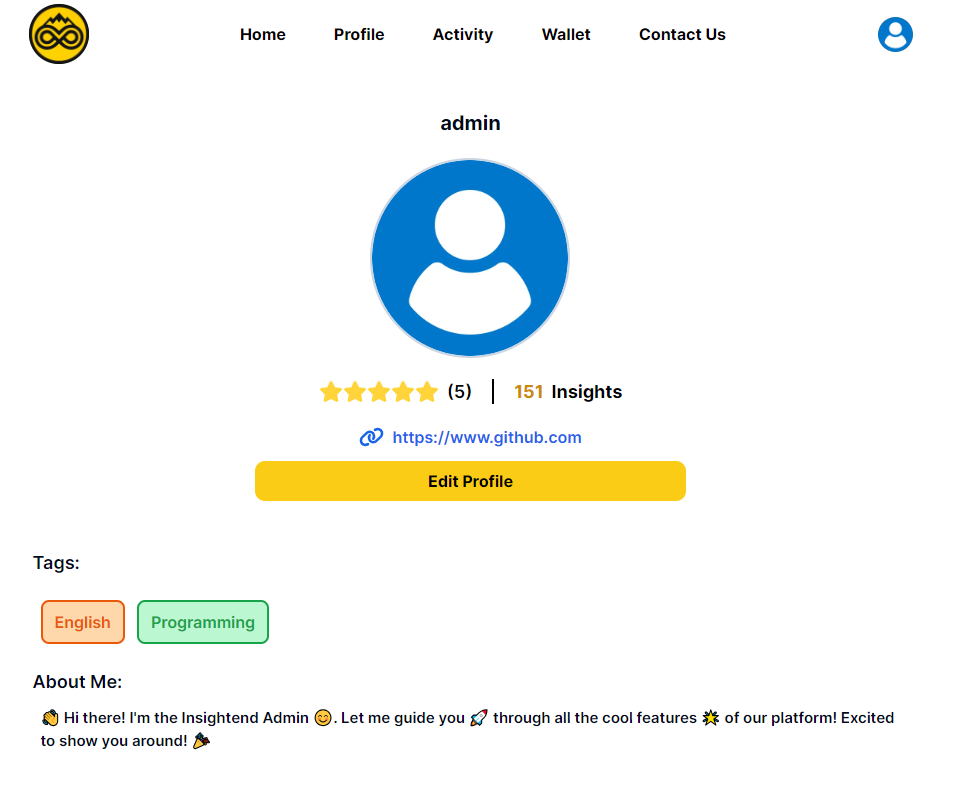 Home Profile Activity Wallet Contact Us
admin
(5) 151 Insights
https://www.github.com
Edit Profile
Tags:
English Programming
About Me:
👋 Hi there! I'm the Insightend Admin 😊. Let me guide you 🚀 through all the cool features 🌟 of our platform! Excited
to show you around! 🎉